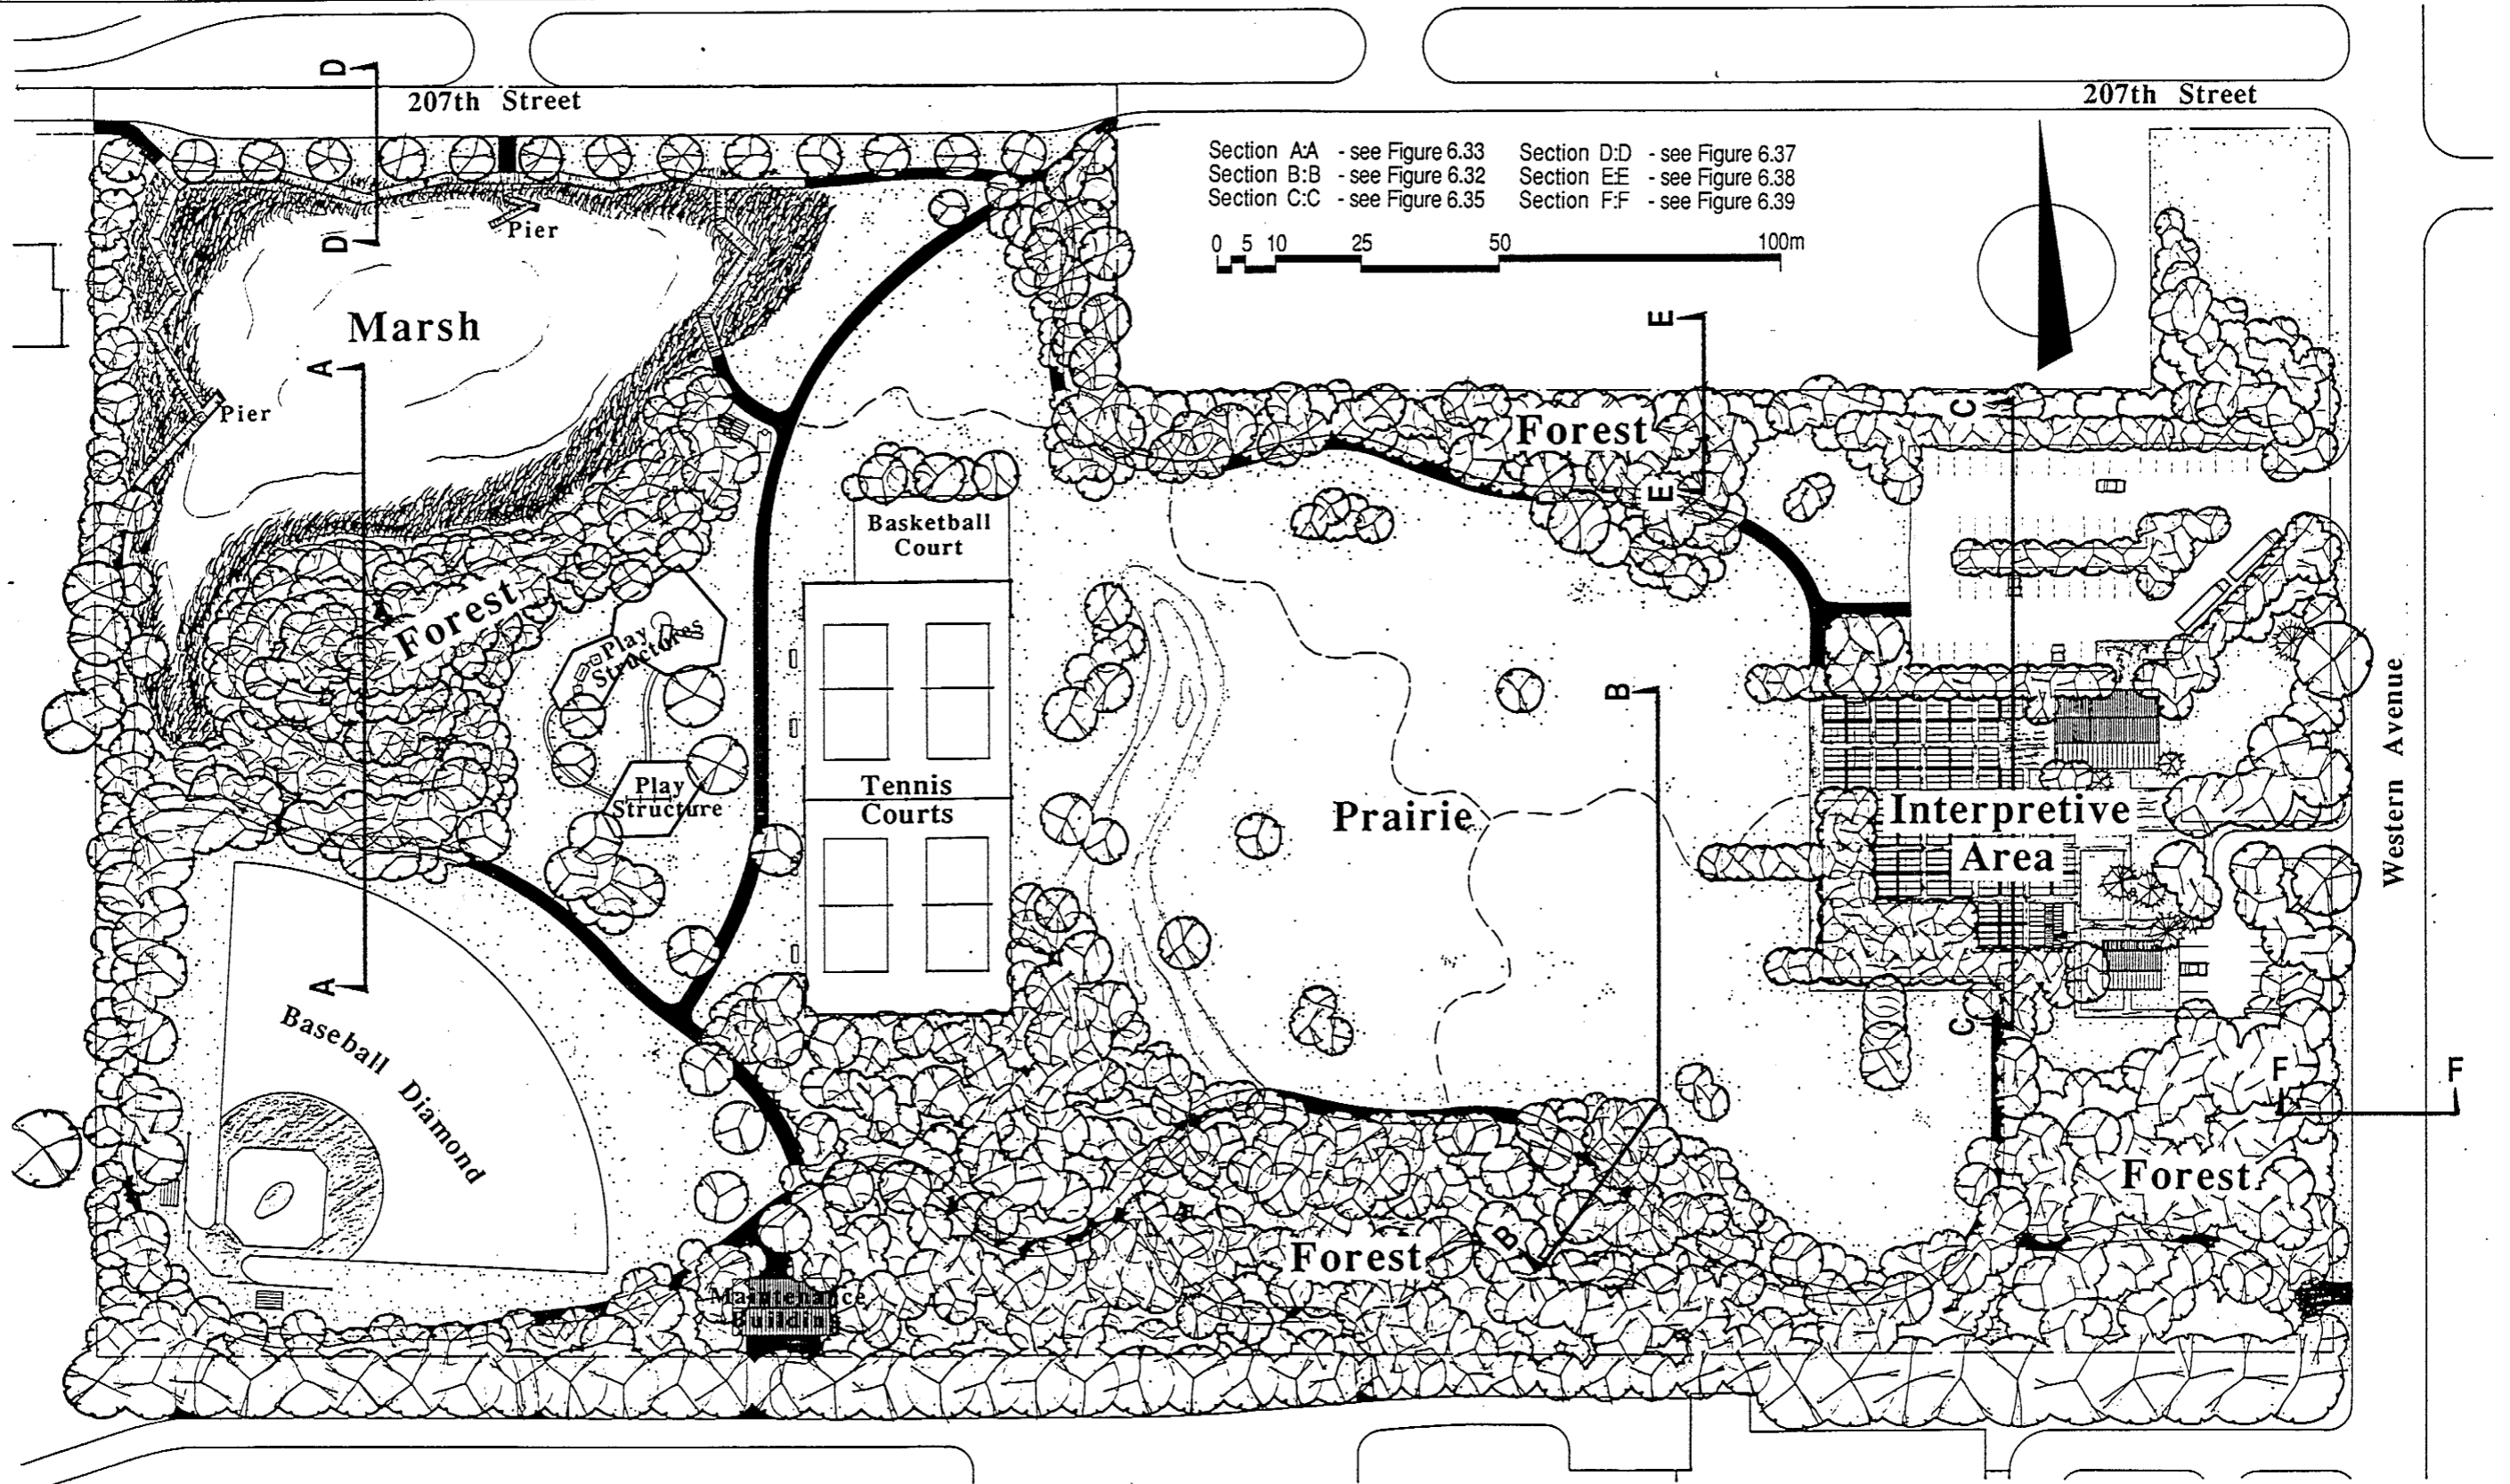 D
207th Street
207th Street
Section A:A - see Figure 6.33 Section D:D - see Figure 6.37
Section B:B - see Figure 6.32 Section E:E - see Figure 6.38
Section C:C - see Figure 6.35 Section F:F - see Figure 6.39
D
Pier
0 5 10 25 50 100m
Marsh
E
A
Pier
C
Forest
E
Basketball
Court
Forest
Play
Structures
B
Western Avenue
Play
Structure
Tennis
Courts
Prairie
Interpretive
Area
A
Baseball Diamond
C
F
F
Forest
B
Forest
Maintenance
Building